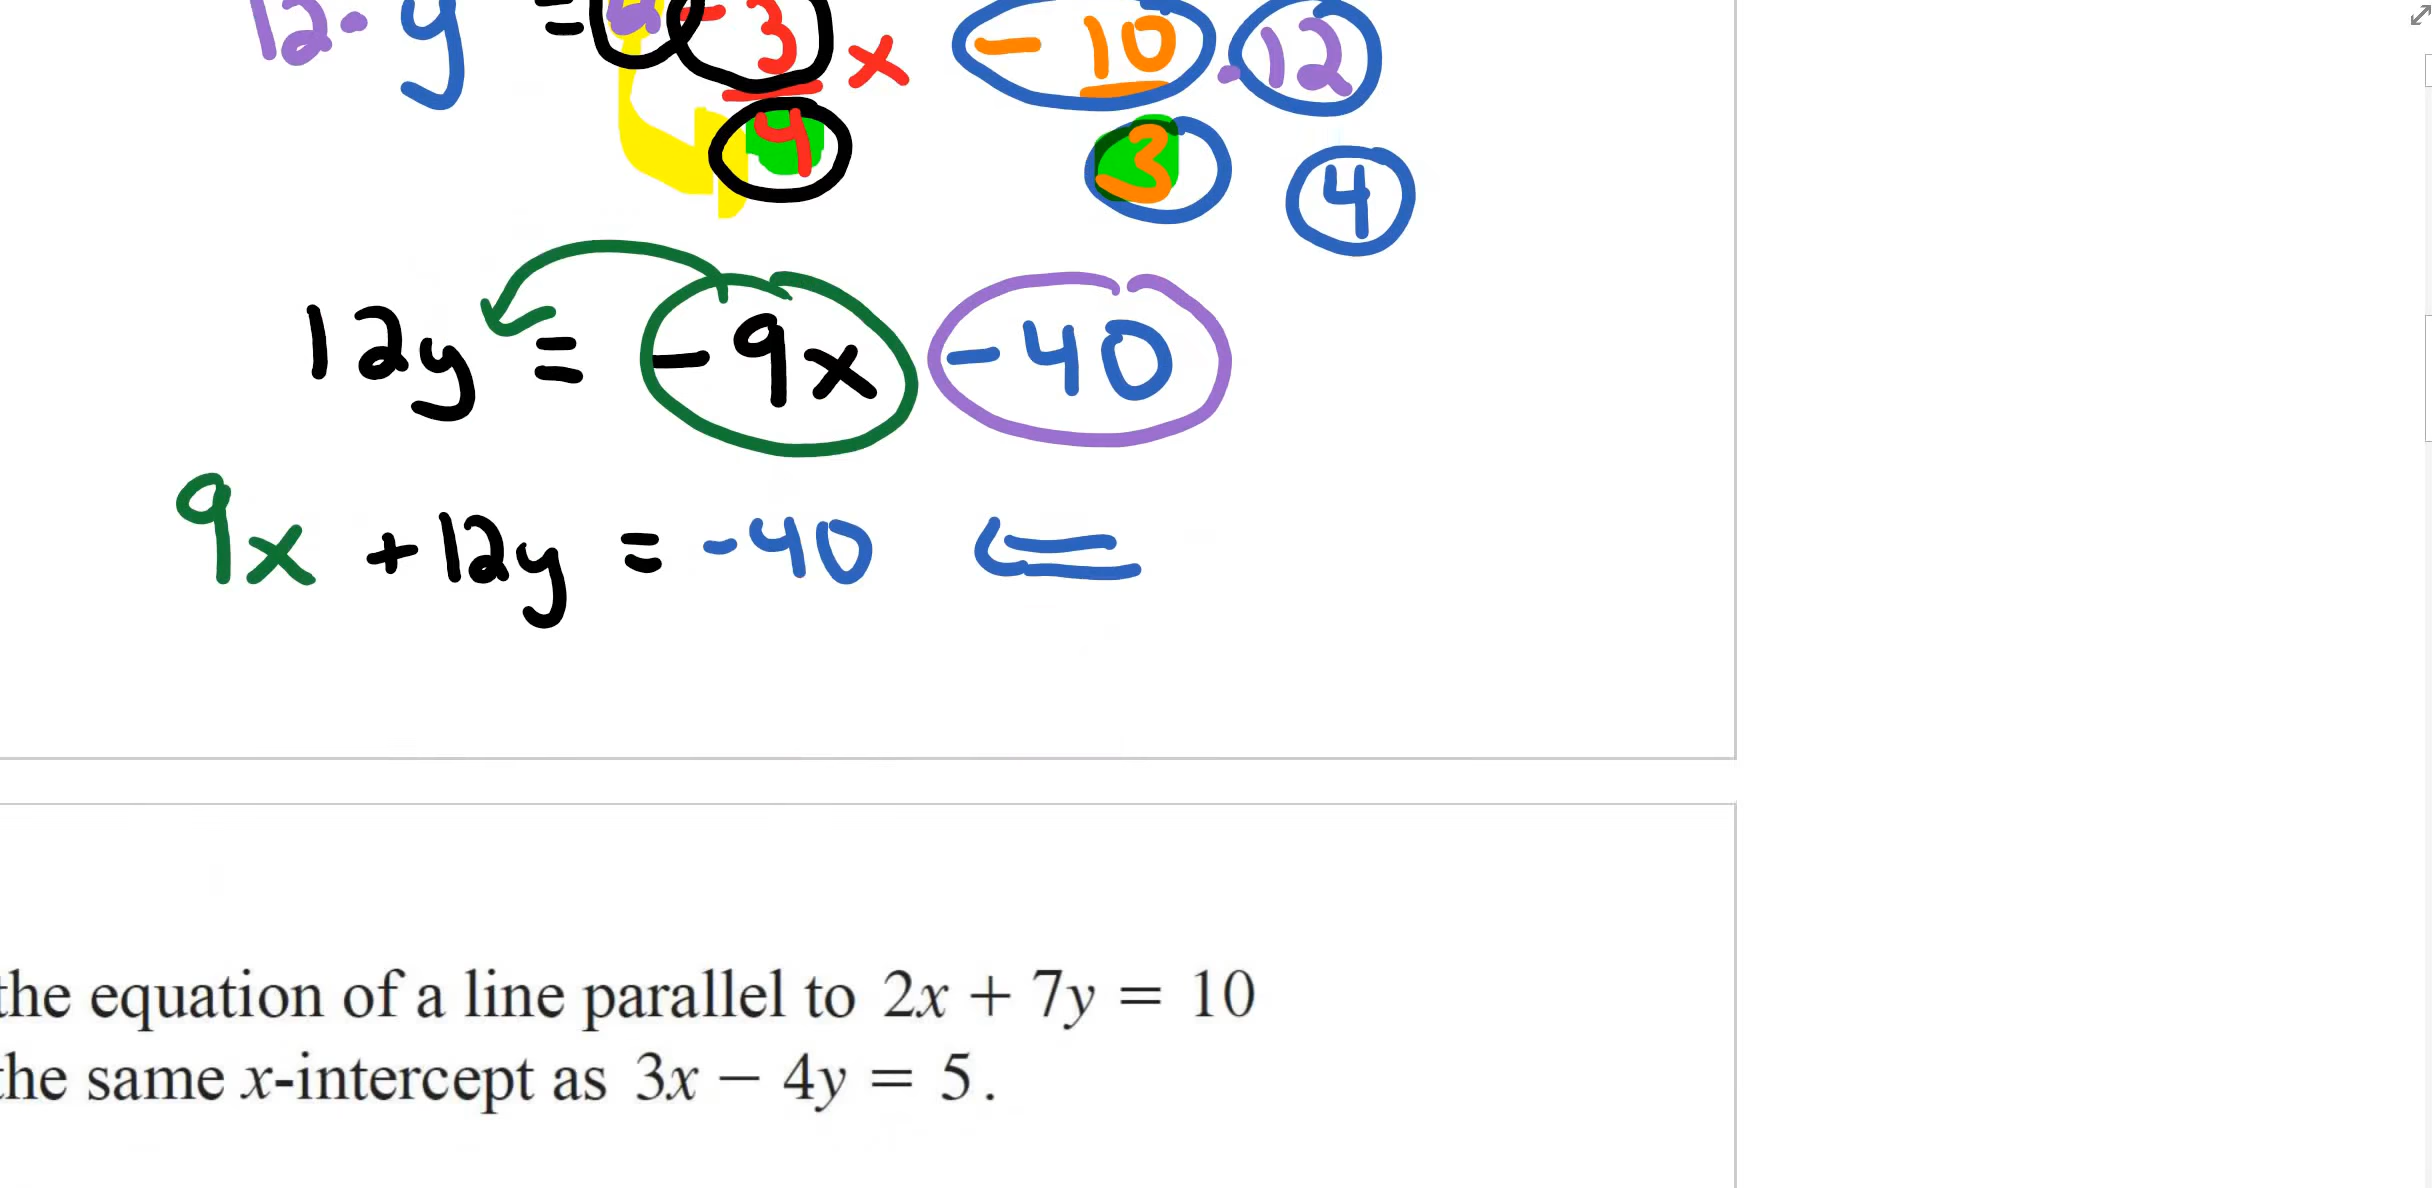 12 · y = 12 - 3 x - 10 · 12
4 3 4
12y = - 9x - 40
9x + 12y = - 40 ⇐
the equation of a line parallel to 2x + 7y = 10
the same x-intercept as 3x − 4y = 5.